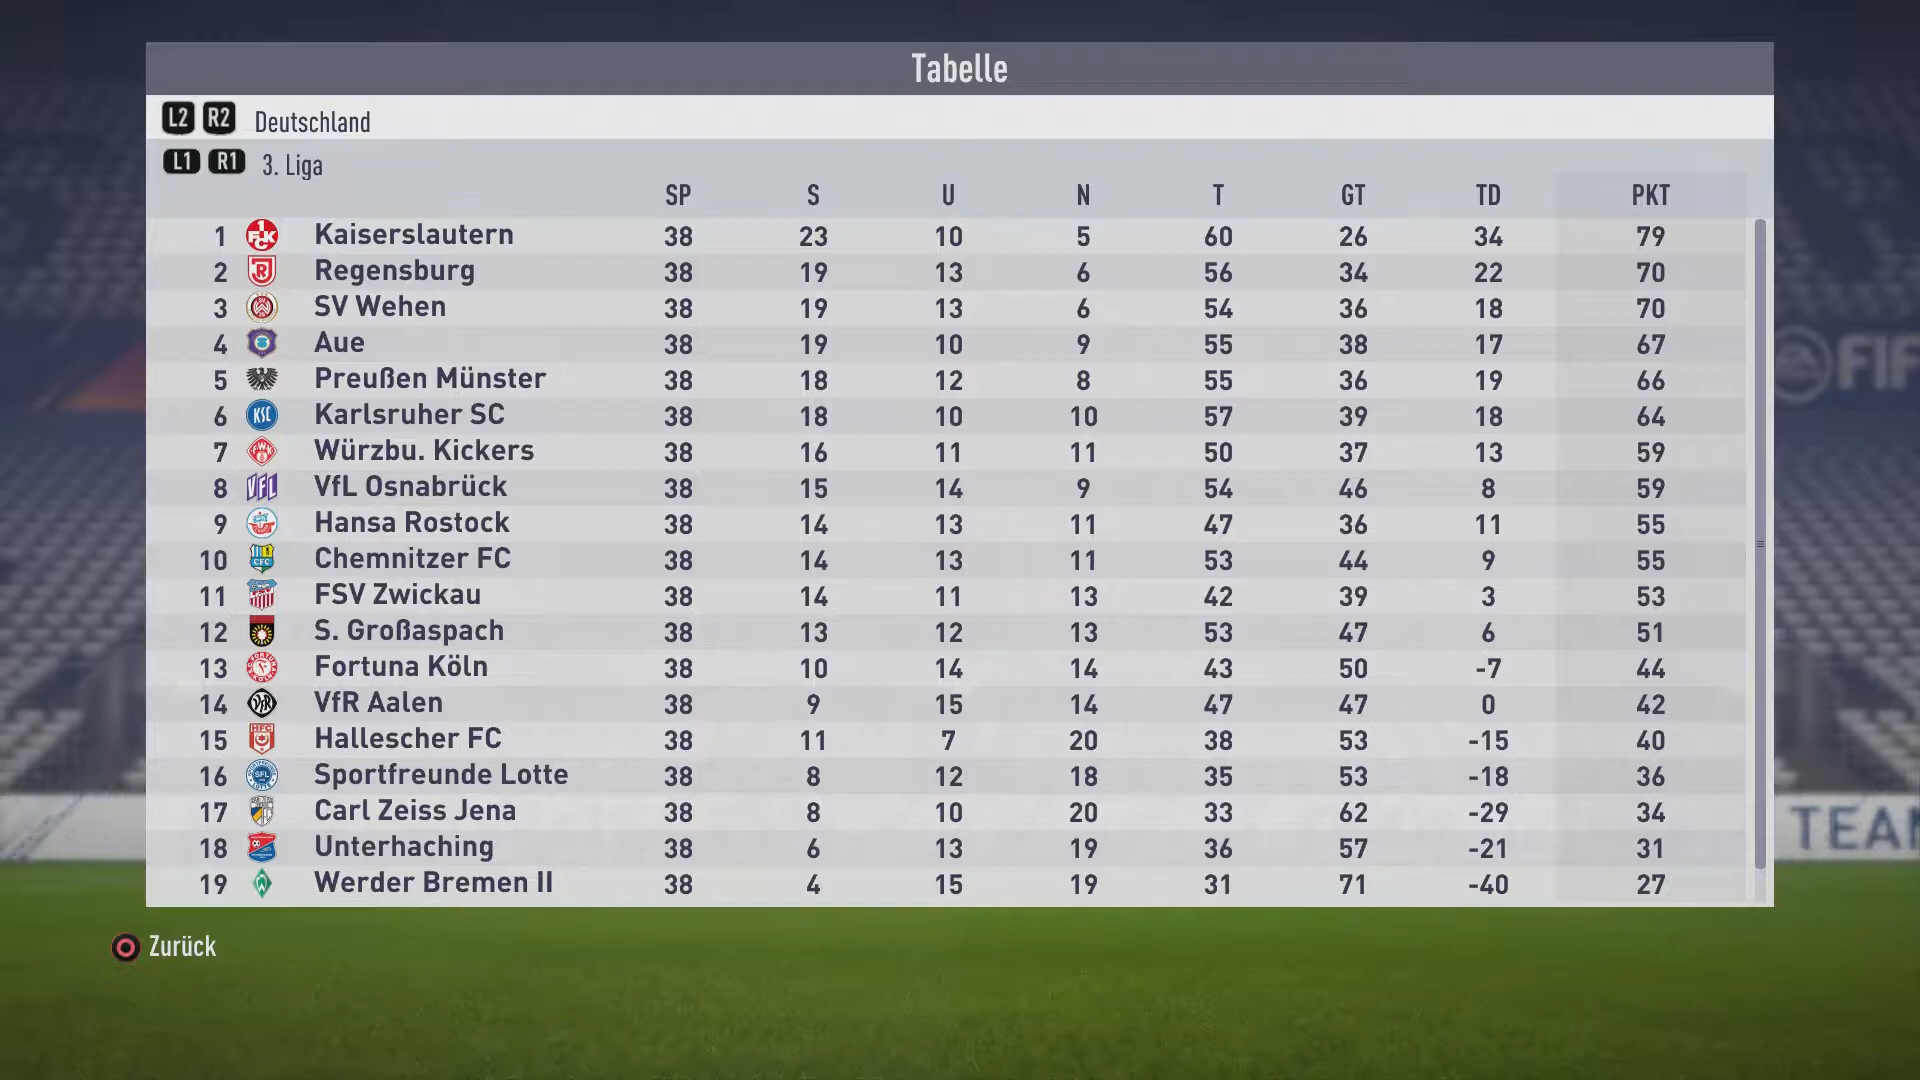 Tabelle
L2 R2 Deutschland
L1 R1 3. Liga
SP S U N T GT TD PKT
1 Kaiserslautern 38 23 10 5 60 26 34 79
2 Regensburg 38 19 13 6 56 34 22 70
3 SV Wehen 38 19 13 6 54 36 18 70
4 Aue 38 19 10 9 55 38 17 67
5 Preußen Münster 38 18 12 8 55 36 19 66
6 Karlsruher SC 38 18 10 10 57 39 18 64
7 Würzbu. Kickers 38 16 11 11 50 37 13 59
8 VfL Osnabrück 38 15 14 9 54 46 8 59
9 Hansa Rostock 38 14 13 11 47 36 11 55
10 Chemnitzer FC 38 14 13 11 53 44 9 55
11 FSV Zwickau 38 14 11 13 42 39 3 53
12 S. Großaspach 38 13 12 13 53 47 6 51
13 Fortuna Köln 38 10 14 14 43 50 -7 44
14 VfR Aalen 38 9 15 14 47 47 0 42
15 Hallescher FC 38 11 7 20 38 53 -15 40
16 Sportfreunde Lotte 38 8 12 18 35 53 -18 36
17 Carl Zeiss Jena 38 8 10 20 33 62 -29 34
18 Unterhaching 38 6 13 19 36 57 -21 31
19 Werder Bremen II 38 4 15 19 31 71 -40 27
Zurück
EA FIF
TEAM